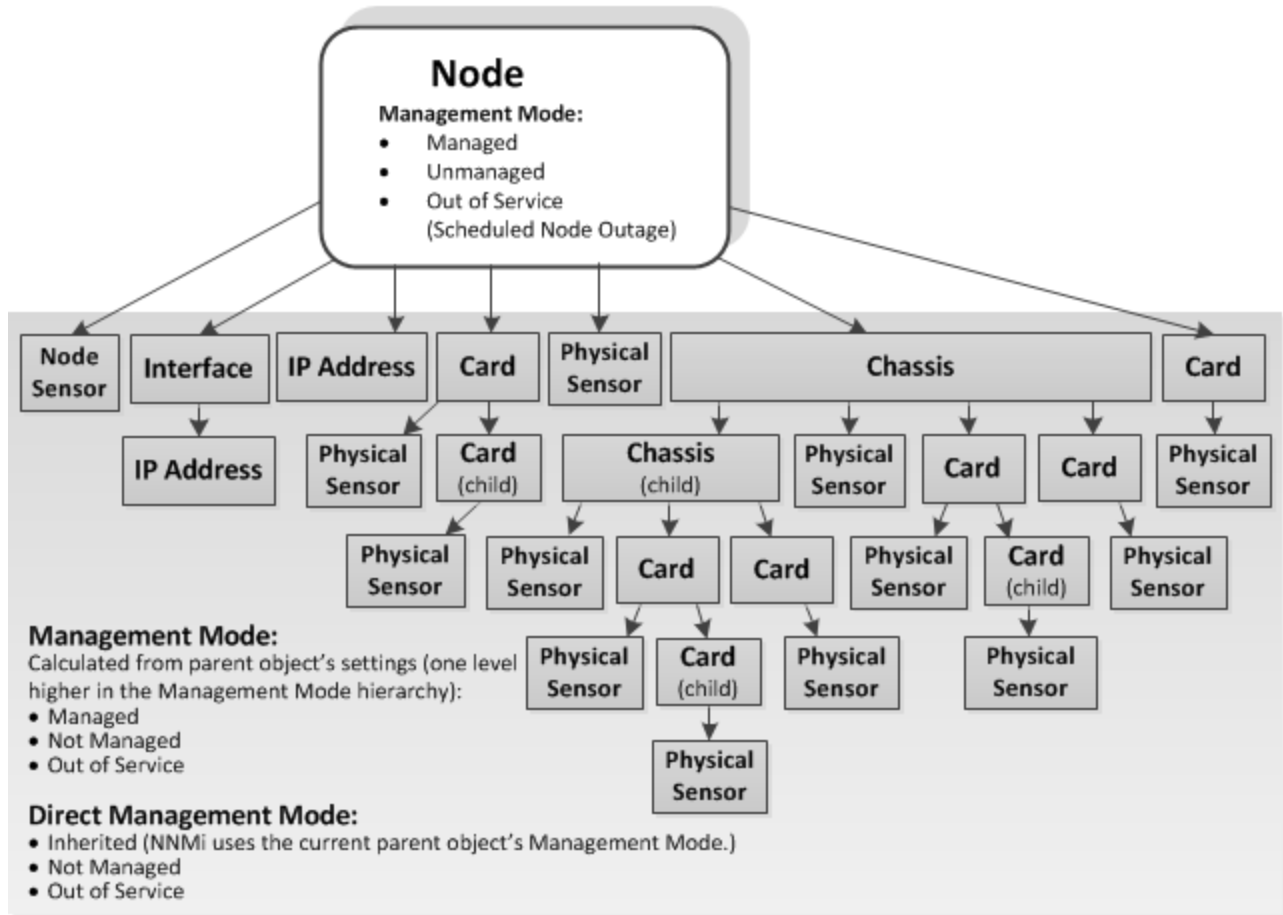 Node
Management Mode:
• Managed
• Unmanaged
• Out of Service
(Scheduled Node Outage)
Node
Sensor
Interface
IP Address
Card
Physical
Sensor
Chassis
Card
IP Address
Physical
Sensor
Card
(child)
Chassis
(child)
Physical
Sensor
Card
Card
Physical
Sensor
Physical
Sensor
Physical
Sensor
Card
Card
Physical
Sensor
Card
(child)
Physical
Sensor
Physical
Sensor
Card
(child)
Physical
Sensor
Physical
Sensor
Physical
Sensor
Management Mode:
Calculated from parent object's settings (one level
higher in the Management Mode hierarchy):
• Managed
• Not Managed
• Out of Service
Direct Management Mode:
• Inherited (NNMi uses the current parent object's Management Mode.)
• Not Managed
• Out of Service